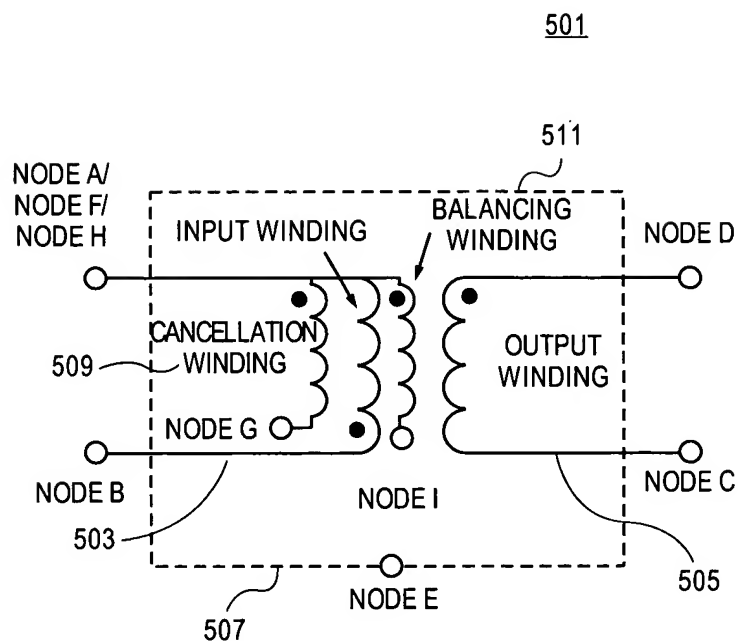 501
511
NODE A/
NODE F/
NODE H
INPUT WINDING
BALANCING
WINDING
NODE D
CANCELLATION
WINDING
509
OUTPUT
WINDING
NODE G
NODE B
NODE I
NODE C
503
505
NODE E
507